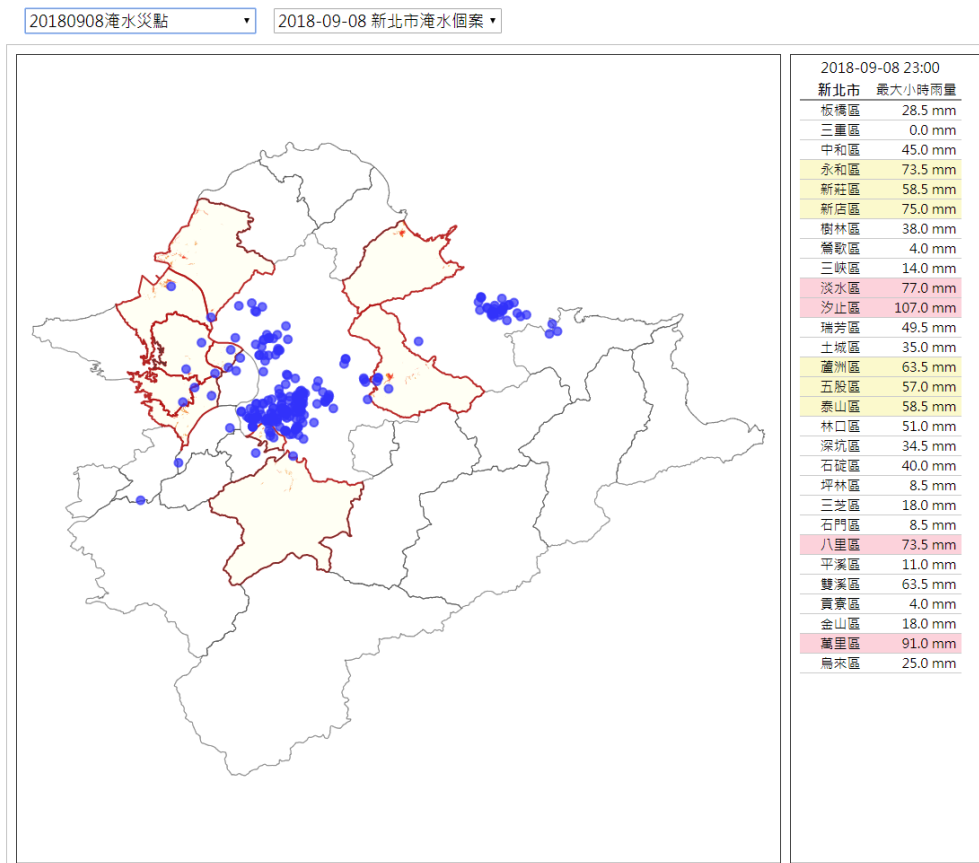 20180908淹水災點
2018-09-08 新北市淹水個案
2018-09-08 23:00
新北市 最大小時雨量
板橋區 28.5 mm
三重區 0.0 mm
中和區 45.0 mm
永和區 73.5 mm
新莊區 58.5 mm
新店區 75.0 mm
樹林區 38.0 mm
鶯歌區 4.0 mm
三峽區 14.0 mm
淡水區 77.0 mm
汐止區 107.0 mm
瑞芳區 49.5 mm
土城區 35.0 mm
蘆洲區 63.5 mm
五股區 57.0 mm
泰山區 58.5 mm
林口區 51.0 mm
深坑區 34.5 mm
石碇區 40.0 mm
坪林區 8.5 mm
三芝區 18.0 mm
石門區 8.5 mm
八里區 73.5 mm
平溪區 11.0 mm
雙溪區 63.5 mm
貢寮區 4.0 mm
金山區 18.0 mm
萬里區 91.0 mm
烏來區 25.0 mm